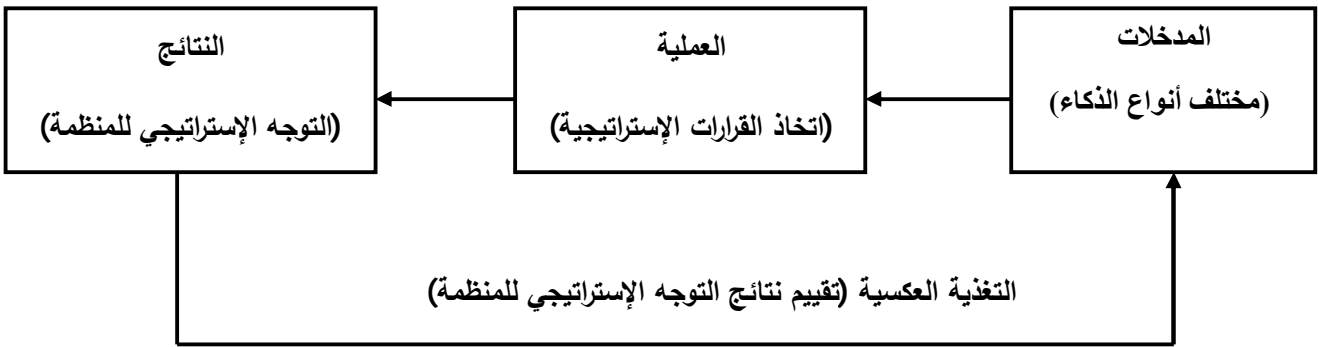 المدخلات
(مختلف أنواع الذكاء)
العملية
(اتخاذ القرارات الإستراتيجية)
النتائج
(التوجه الإستراتيجي للمنظمة)
التغذية العكسية (تقييم نتائج التوجه الإستراتيجي للمنظمة)